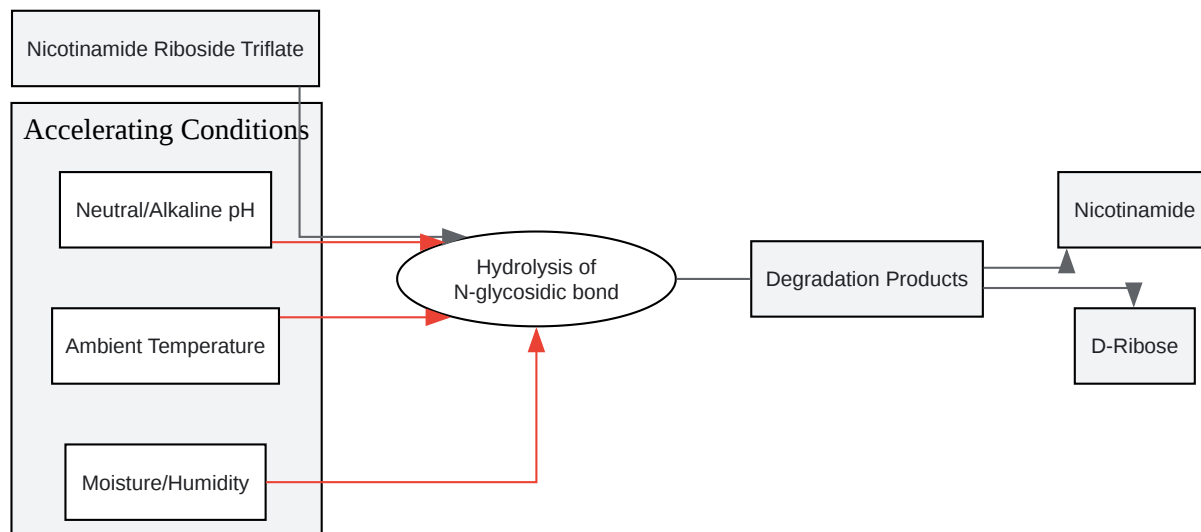 Nicotinamide Riboside Triflate
Accelerating Conditions
Neutral/Alkaline pH
Ambient Temperature
Moisture/Humidity
Hydrolysis of
N-glycosidic bond
Degradation Products
Nicotinamide
D-Ribose